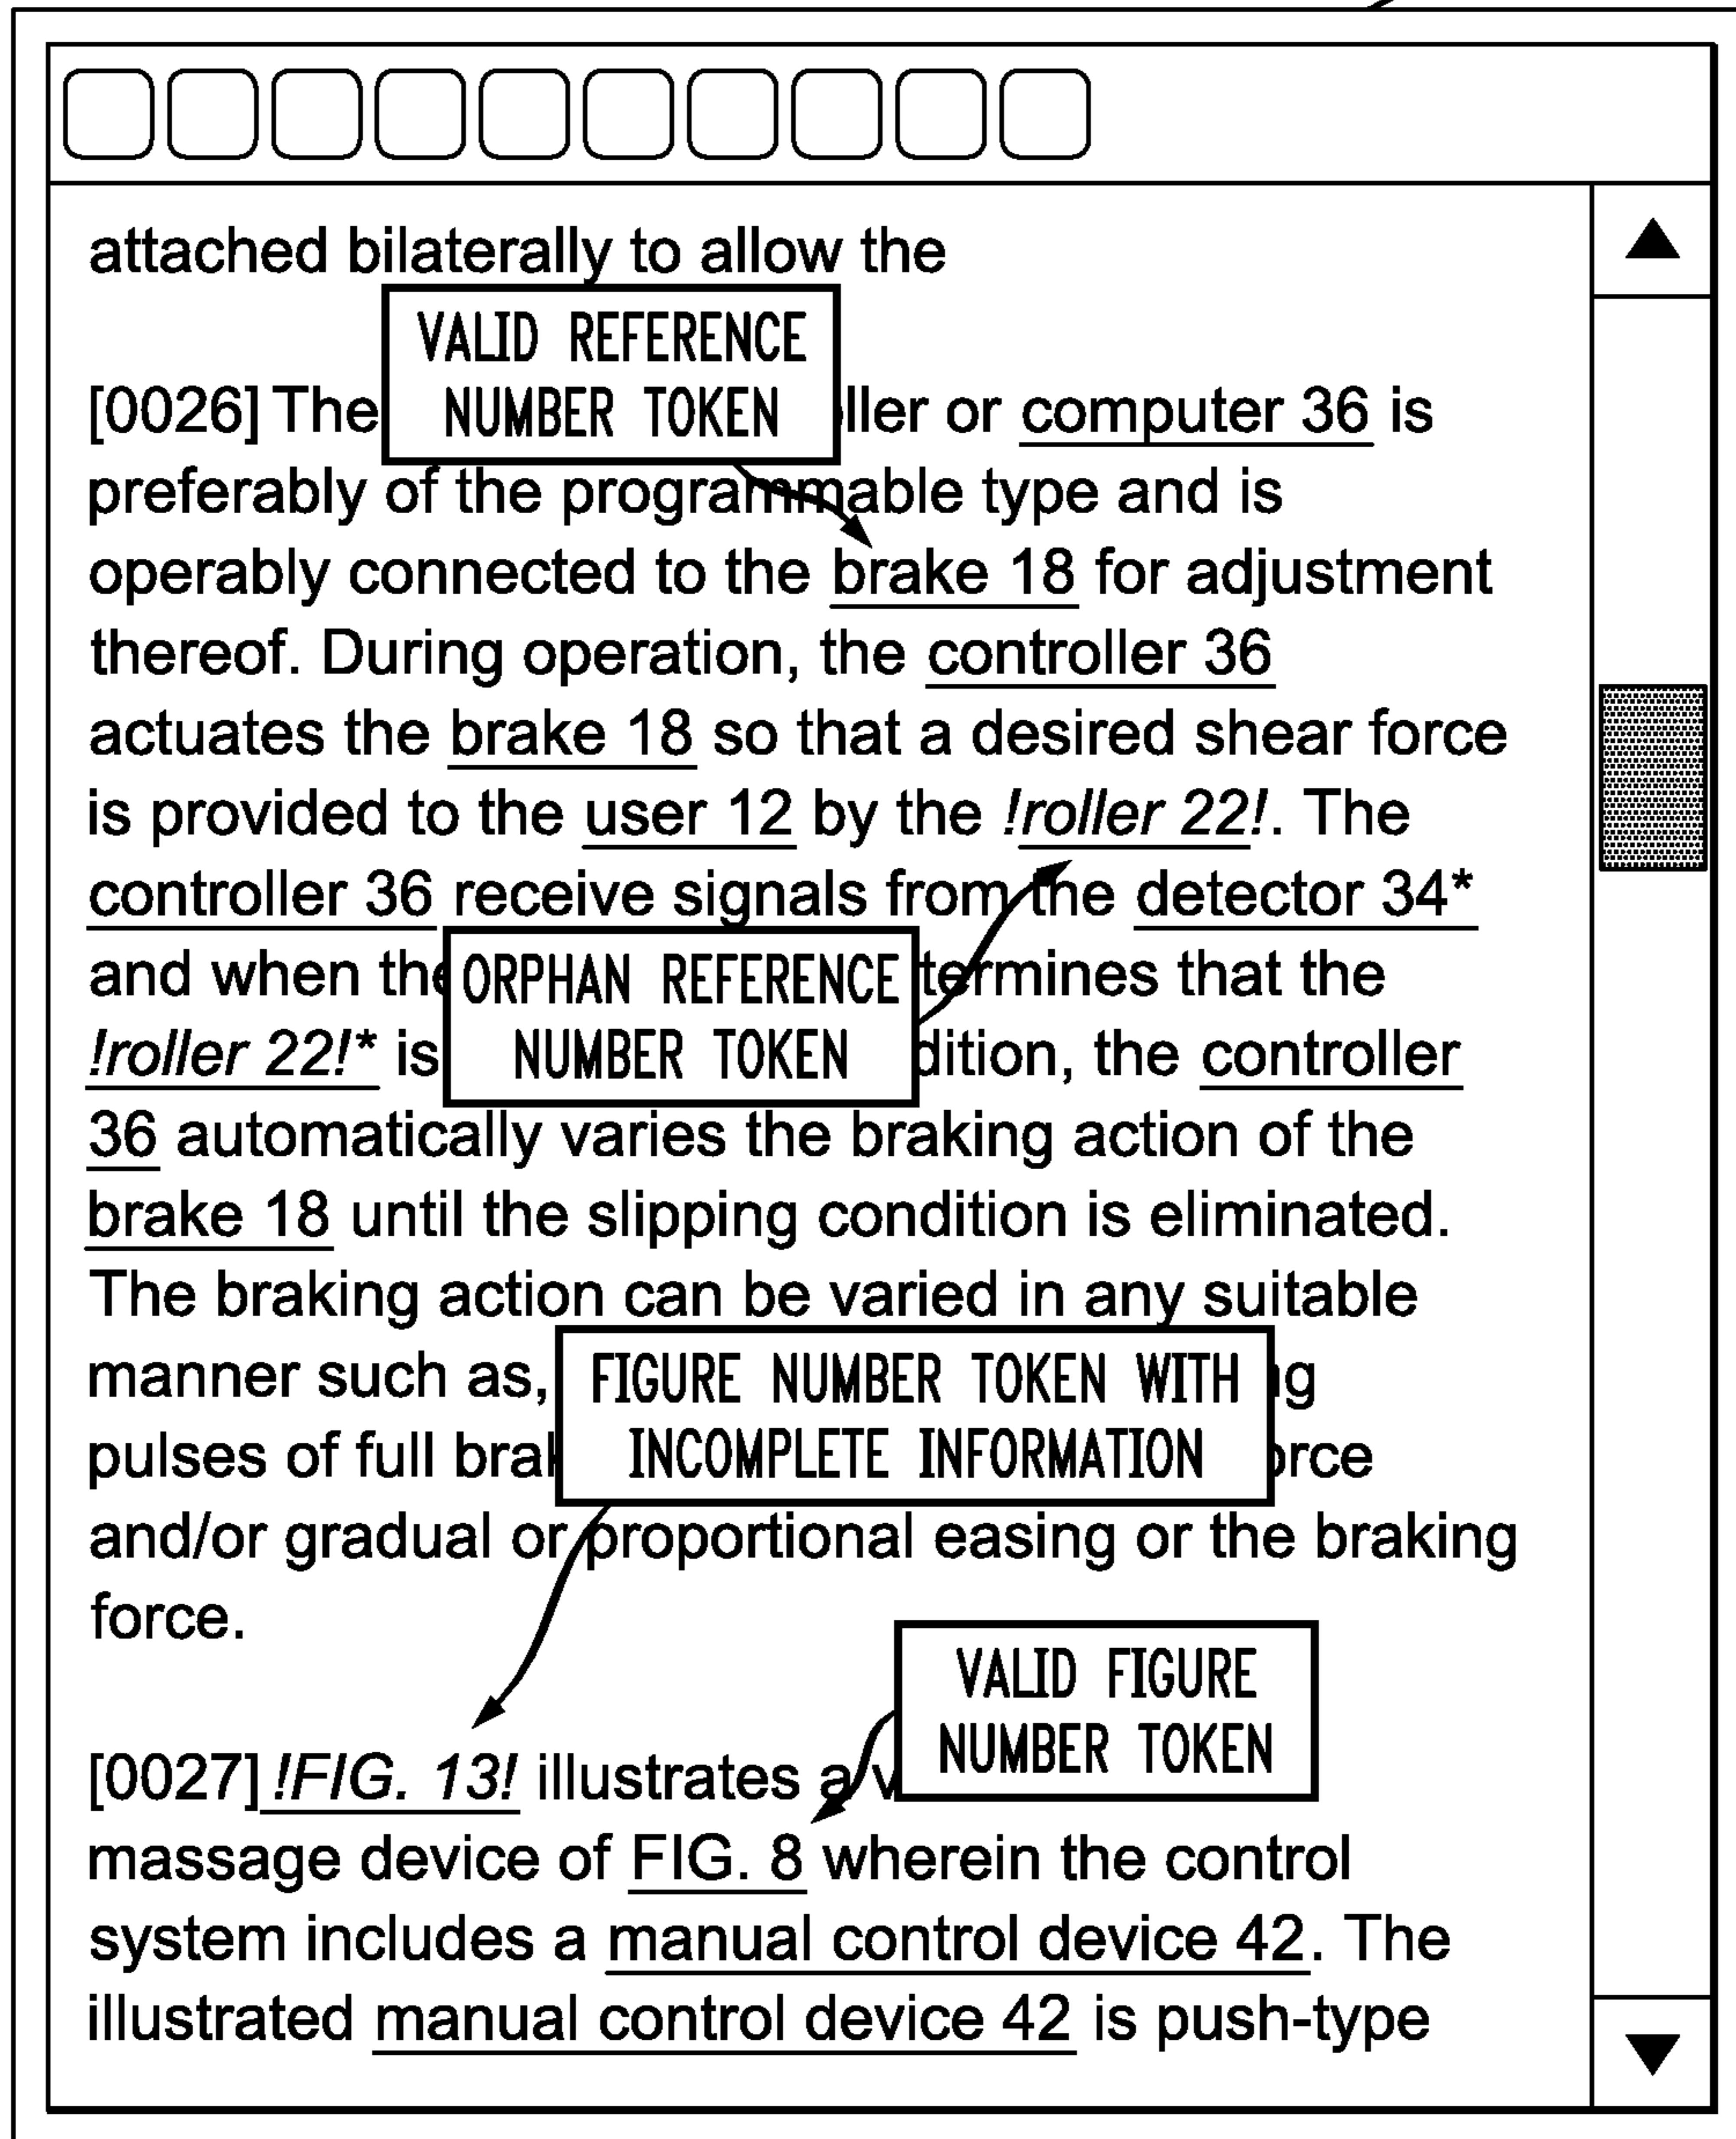 attached bilaterally to allow the
VALID REFERENCE
NUMBER TOKEN
[0026] The ller or computer 36 is
preferably of the programmable type and is
operably connected to the brake 18 for adjustment
thereof. During operation, the controller 36
actuates the brake 18 so that a desired shear force
is provided to the user 12 by the !roller 22!. The
controller 36 receive signals from the detector 34*
and when the termines that the
ORPHAN REFERENCE
NUMBER TOKEN
!roller 22!* is dition, the controller
36 automatically varies the braking action of the
brake 18 until the slipping condition is eliminated.
The braking action can be varied in any suitable
manner such as, g
FIGURE NUMBER TOKEN WITH
INCOMPLETE INFORMATION
pulses of full brak rce
and/or gradual or proportional easing or the braking
force.
VALID FIGURE
NUMBER TOKEN
[0027] !FIG. 13! illustrates a v
massage device of FIG. 8 wherein the control
system includes a manual control device 42. The
illustrated manual control device 42 is push-type